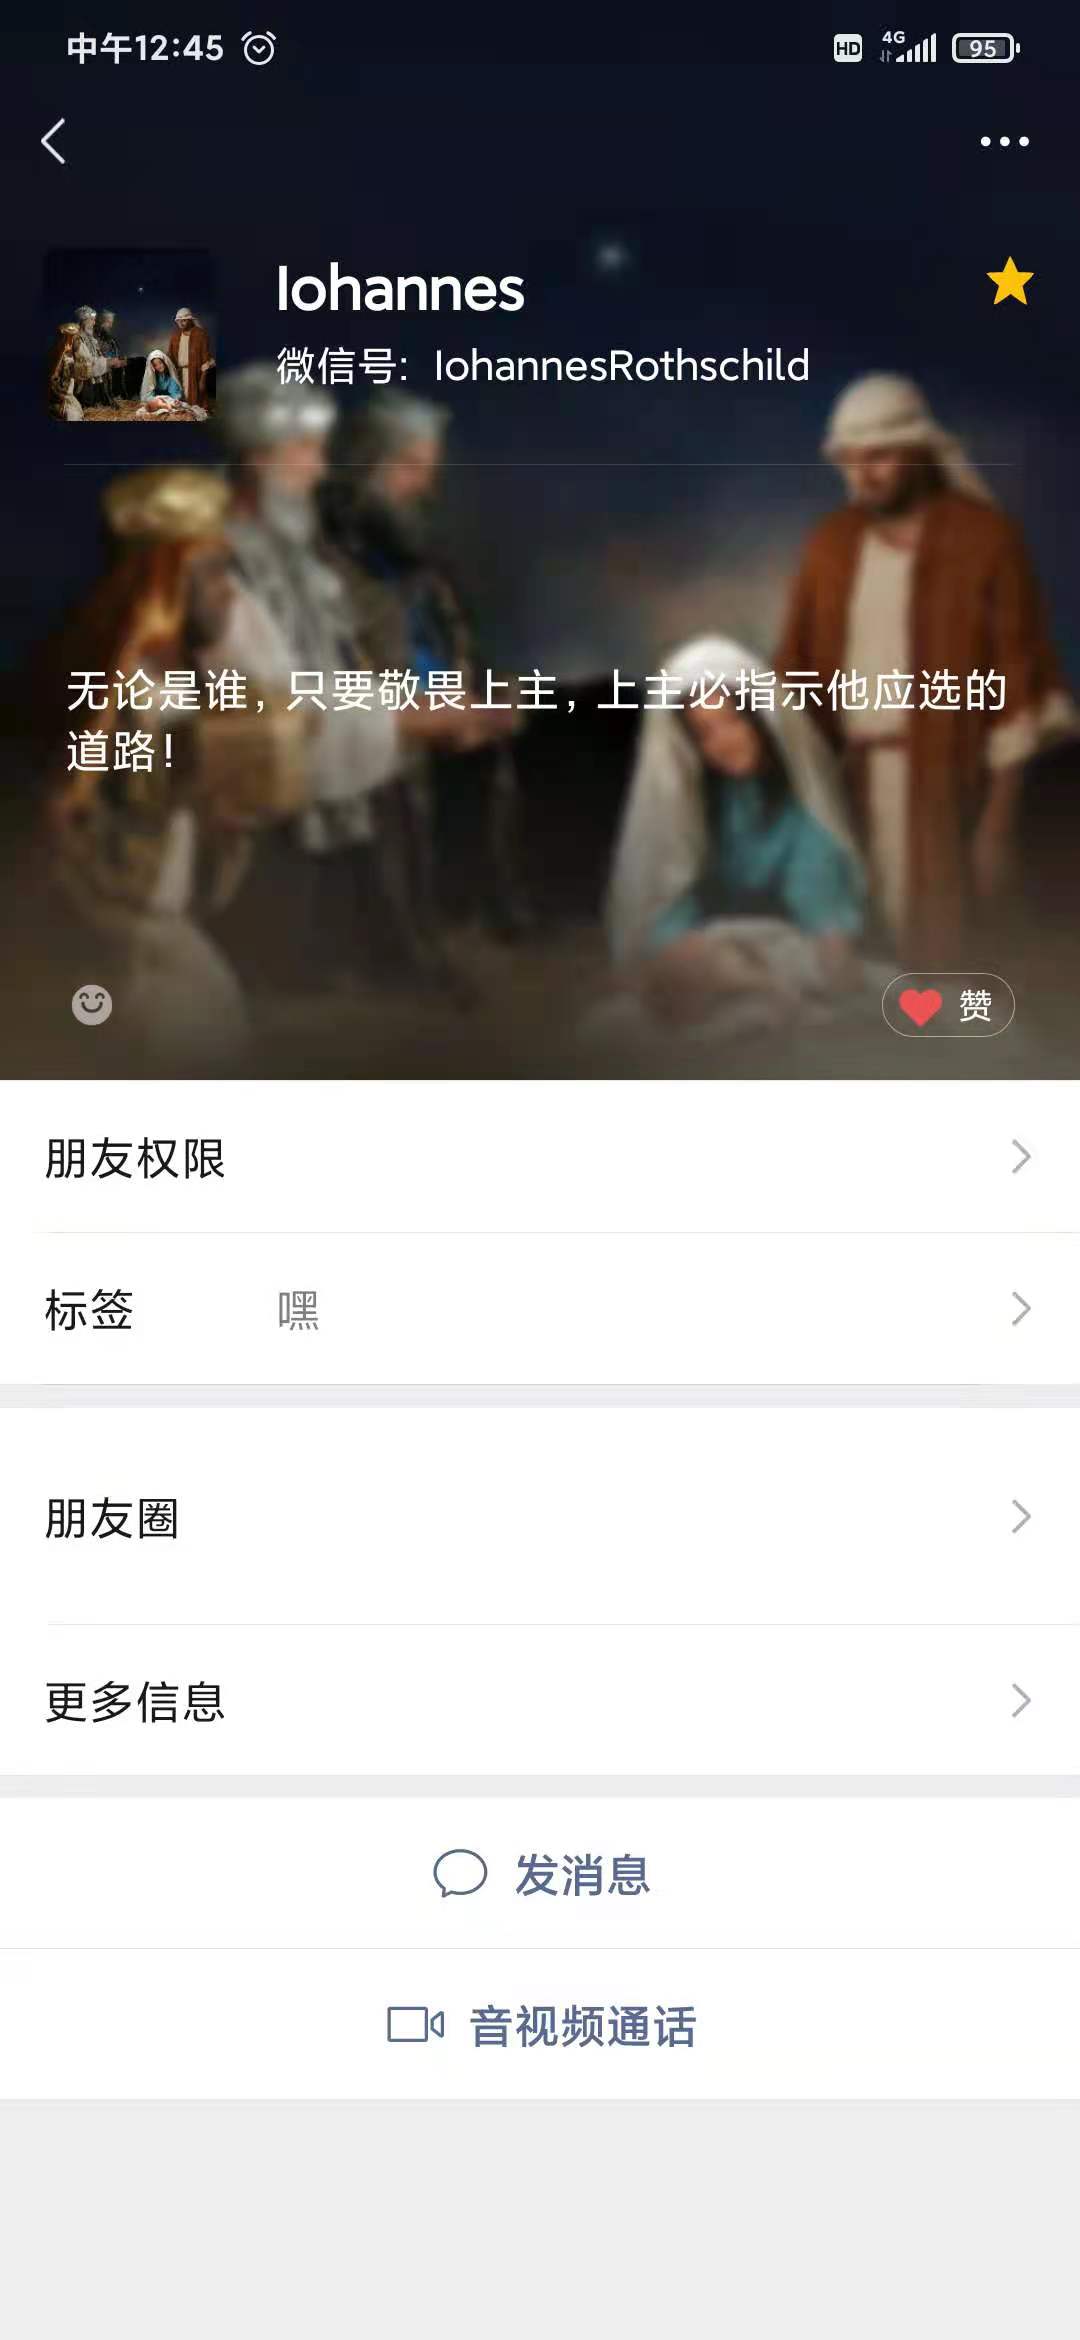 中午12:45
HD 4G 95
Iohannes
微信号: IohannesRothschild
无论是谁, 只要敬畏上主, 上主必指示他应选的
道路!
赞
朋友权限
标签 嘿
朋友圈
更多信息
发消息
音视频通话